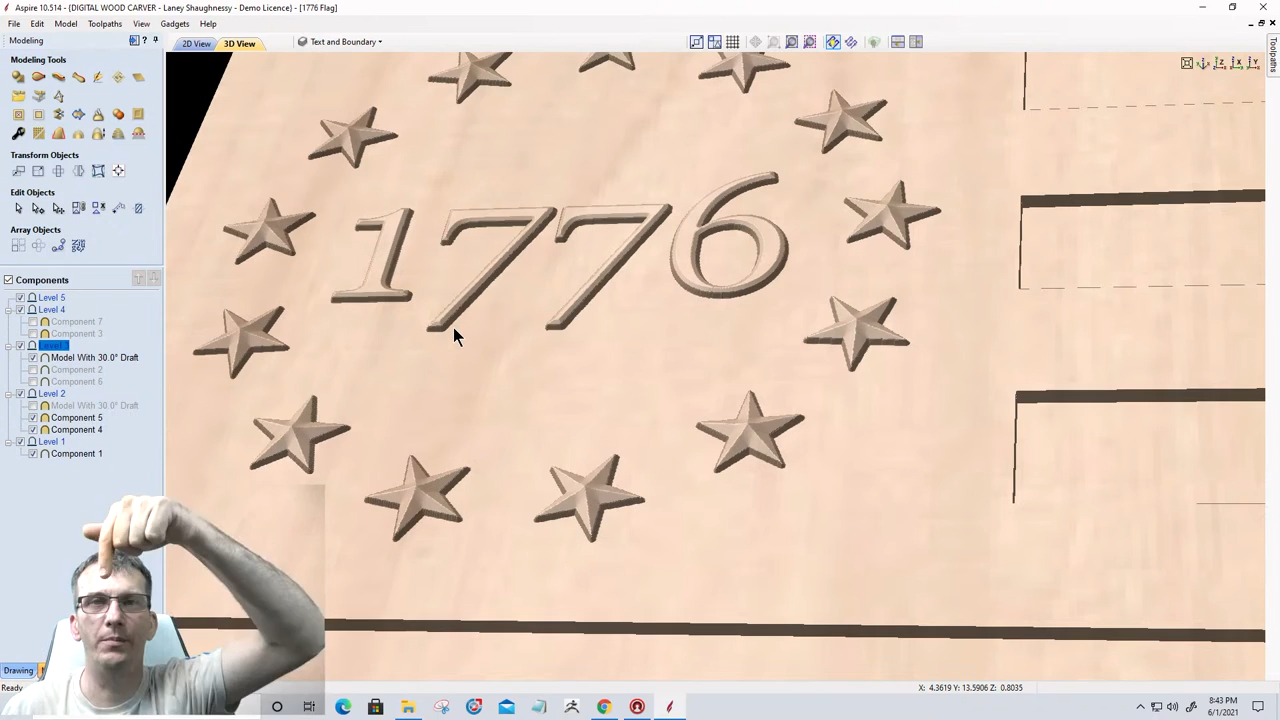 Aspire 10.514 - {DIGITAL WOOD CARVER - Laney Shaughnessy - Demo Licence} - [1776 Flag]
File Edit Model Toolpaths View Gadgets Help
Modeling
2D View 3D View Text and Boundary
Toolpaths
Modeling Tools
Transform Objects
Edit Objects
Array Objects
Components
Level 5
Level 4
Component 7
Component 3
Model With 30.0° Draft
Component 2
Component 6
Level 2
Model With 30.0° Draft
Component 5
Component 4
Level 1
Component 1
1776
Drawing
Ready
X: 4.3619 Y: 13.5906 Z: 0.8035
8:43 PM
6/1/2021